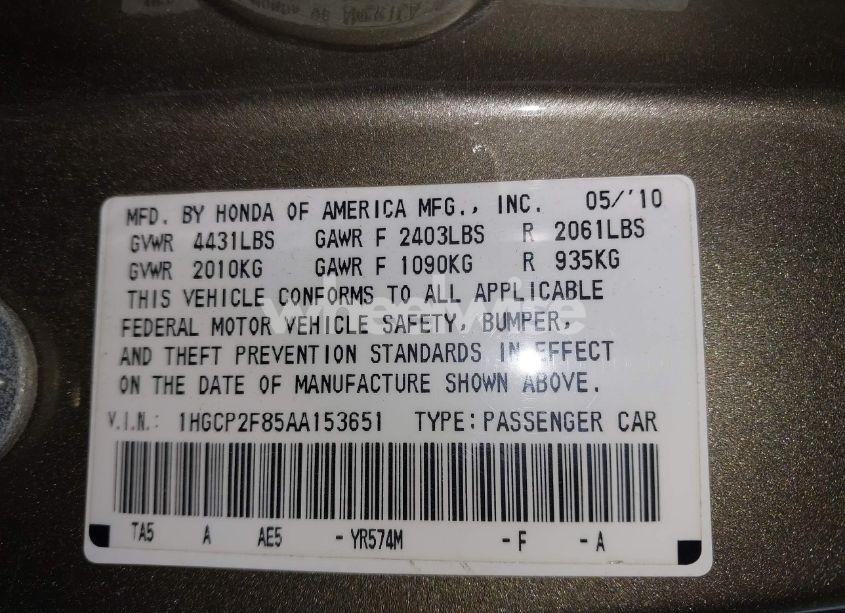 MFD. BY HONDA OF AMERICA MFG., INC. 05/'10
GVWR 4431LBS GAWR F 2403LBS R 2061LBS
GVWR 2010KG GAWR F 1090KG R 935KG
THIS VEHICLE CONFORMS TO ALL APPLICABLE
wheelwire
FEDERAL MOTOR VEHICLE SAFETY, BUMPER,
AND THEFT PREVENTION STANDARDS IN EFFECT
ON THE DATE OF MANUFACTURE SHOWN ABOVE.
V.I.N.: 1HGCP2F85AA153651 TYPE: PASSENGER CAR
TA5 A AE5 - YR574M - F - A